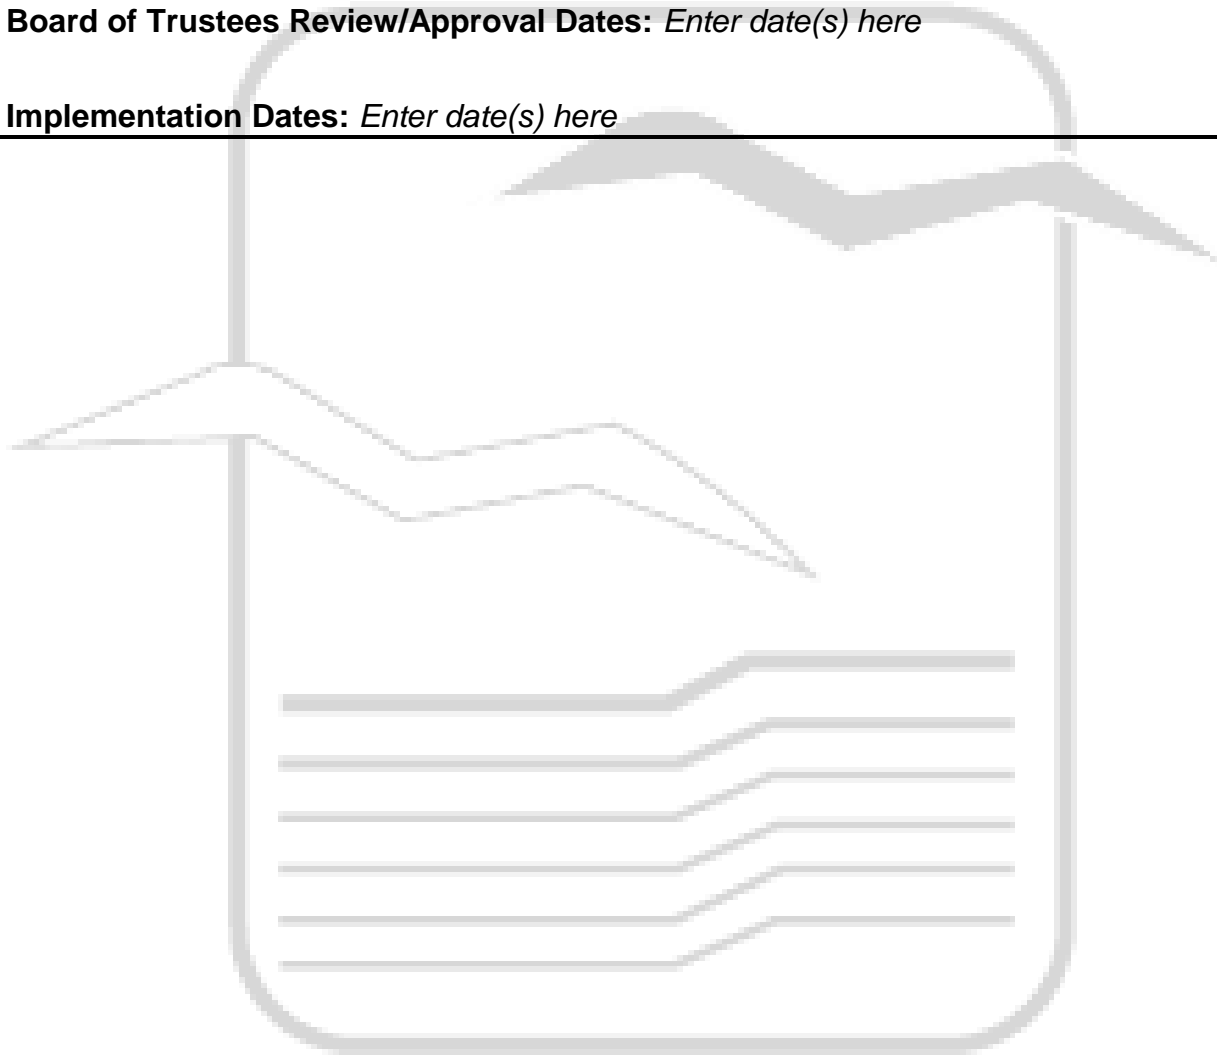 Board of Trustees Review/Approval Dates: Enter date(s) here
Implementation Dates: Enter date(s) here